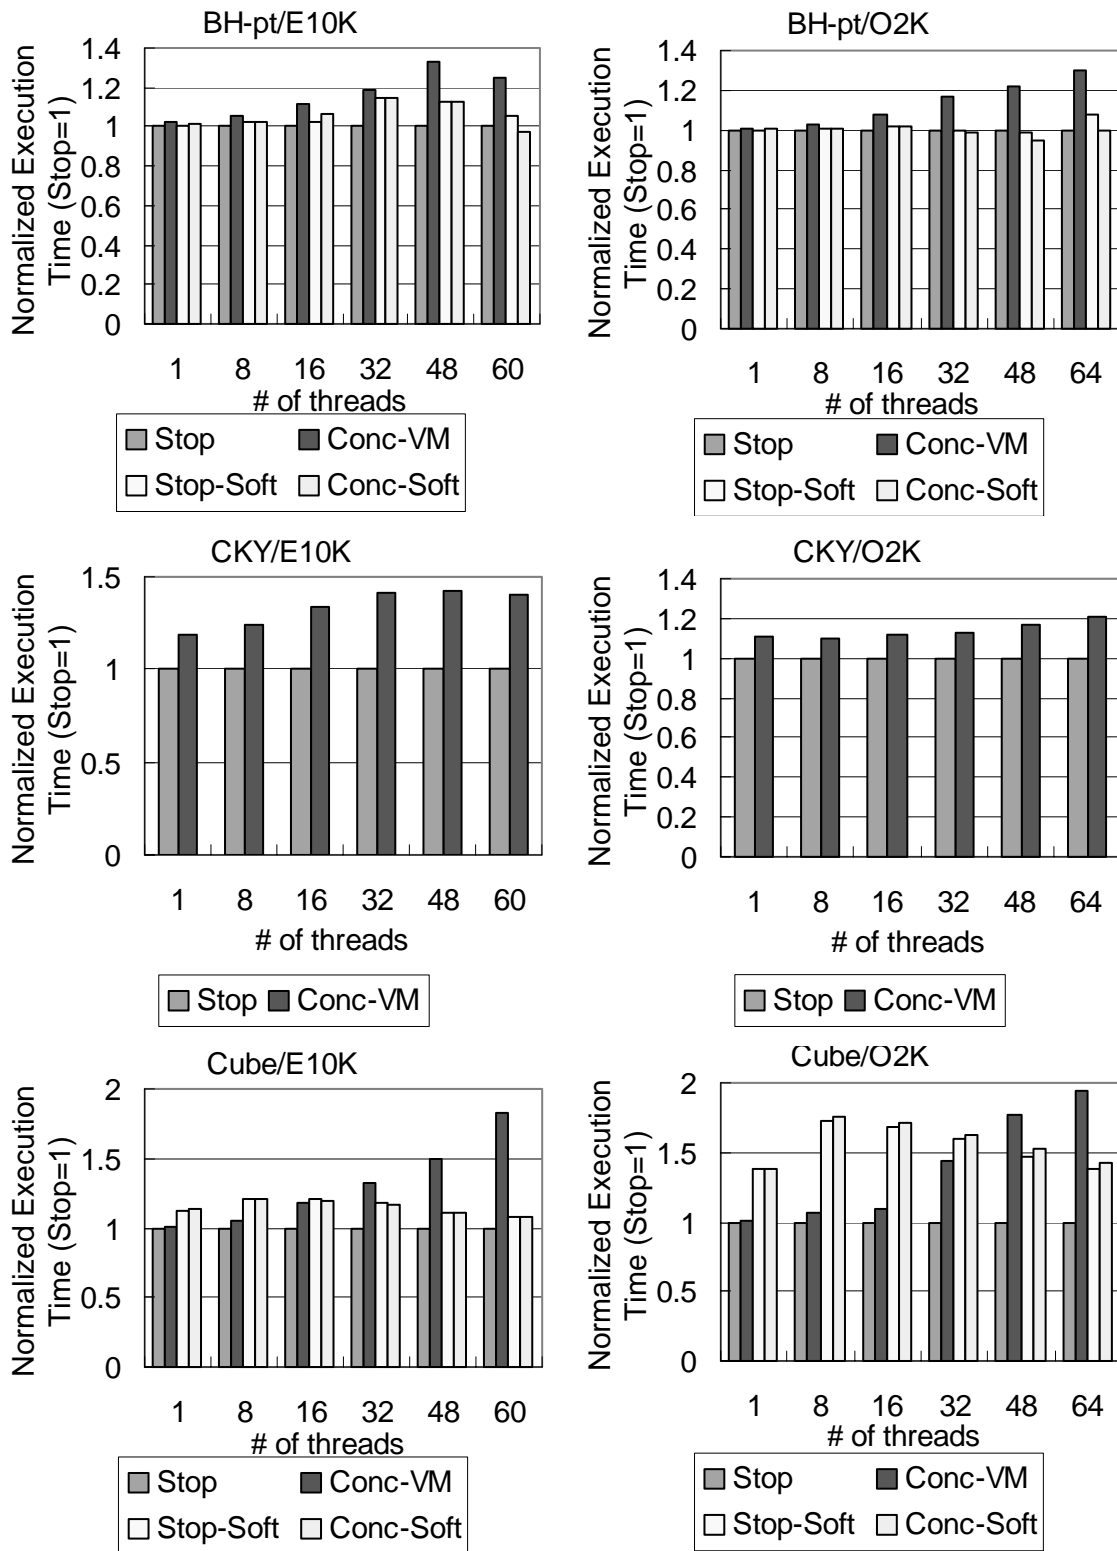 BH-pt/E10K
Normalized Execution
Time (Stop=1)
1.4
1.2
1
0.8
0.6
0.4
0.2
0
1 8 16 32 48 60
# of threads
Stop Conc-VM
Stop-Soft Conc-Soft
BH-pt/O2K
Normalized Execution
Time (Stop=1)
1.4
1.2
1
0.8
0.6
0.4
0.2
0
1 8 16 32 48 64
# of threads
Stop Conc-VM
Stop-Soft Conc-Soft
CKY/E10K
Normalized Execution
Time (Stop=1)
1.5
1
0.5
0
1 8 16 32 48 60
# of threads
Stop Conc-VM
CKY/O2K
Normalized Execution
Time (Stop=1)
1.4
1.2
1
0.8
0.6
0.4
0.2
0
1 8 16 32 48 64
# of threads
Stop Conc-VM
Cube/E10K
Normalized Execution
Time (Stop=1)
2
1.5
1
0.5
0
1 8 16 32 48 60
# of threads
Stop Conc-VM
Stop-Soft Conc-Soft
Cube/O2K
Normalized Execution
Time (Stop=1)
2
1.5
1
0.5
0
1 8 16 32 48 64
# of threads
Stop Conc-VM
Stop-Soft Conc-Soft